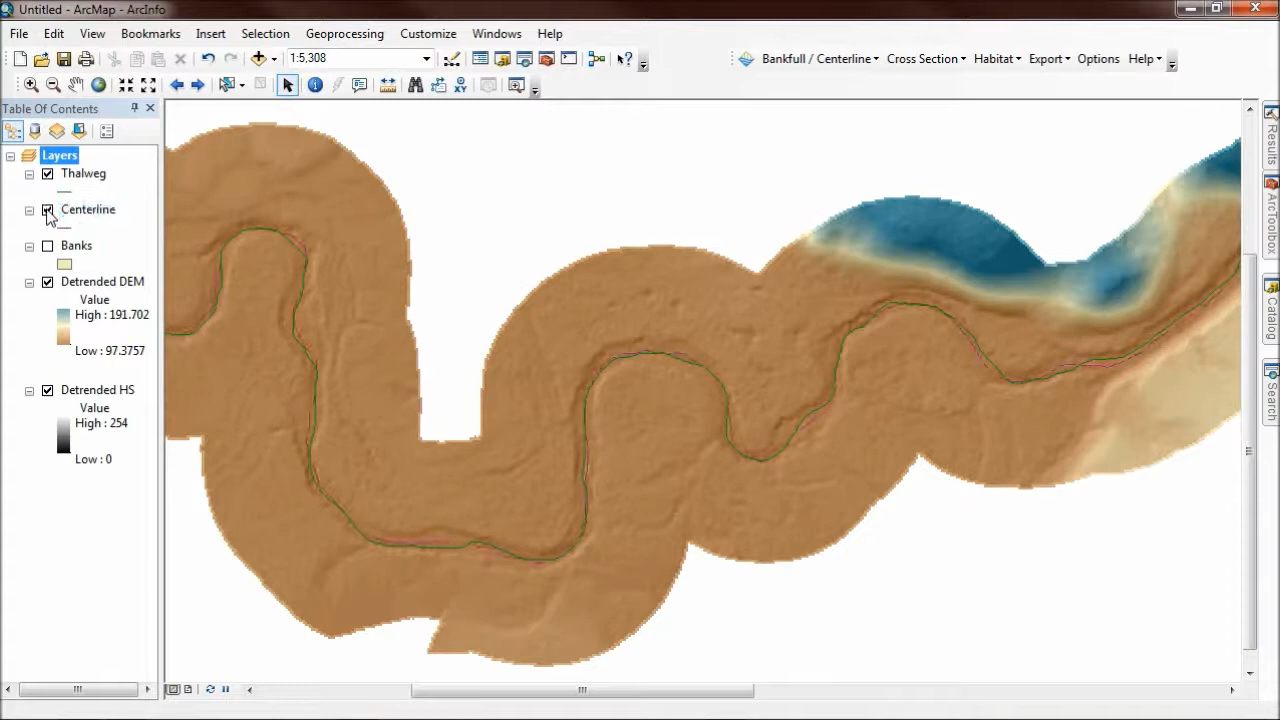 Untitled - ArcMap - ArcInfo
File Edit View Bookmarks Insert Selection Geoprocessing Customize Windows Help
1:5,308
Bankfull / Centerline Cross Section Habitat Export Options Help
Table Of Contents
Layers
Thalweg
Centerline
Banks
Detrended DEM
Value
High : 191.702
Low : 97.3757
Detrended HS
Value
High : 254
Low : 0
Results
ArcToolbox
Catalog
Search